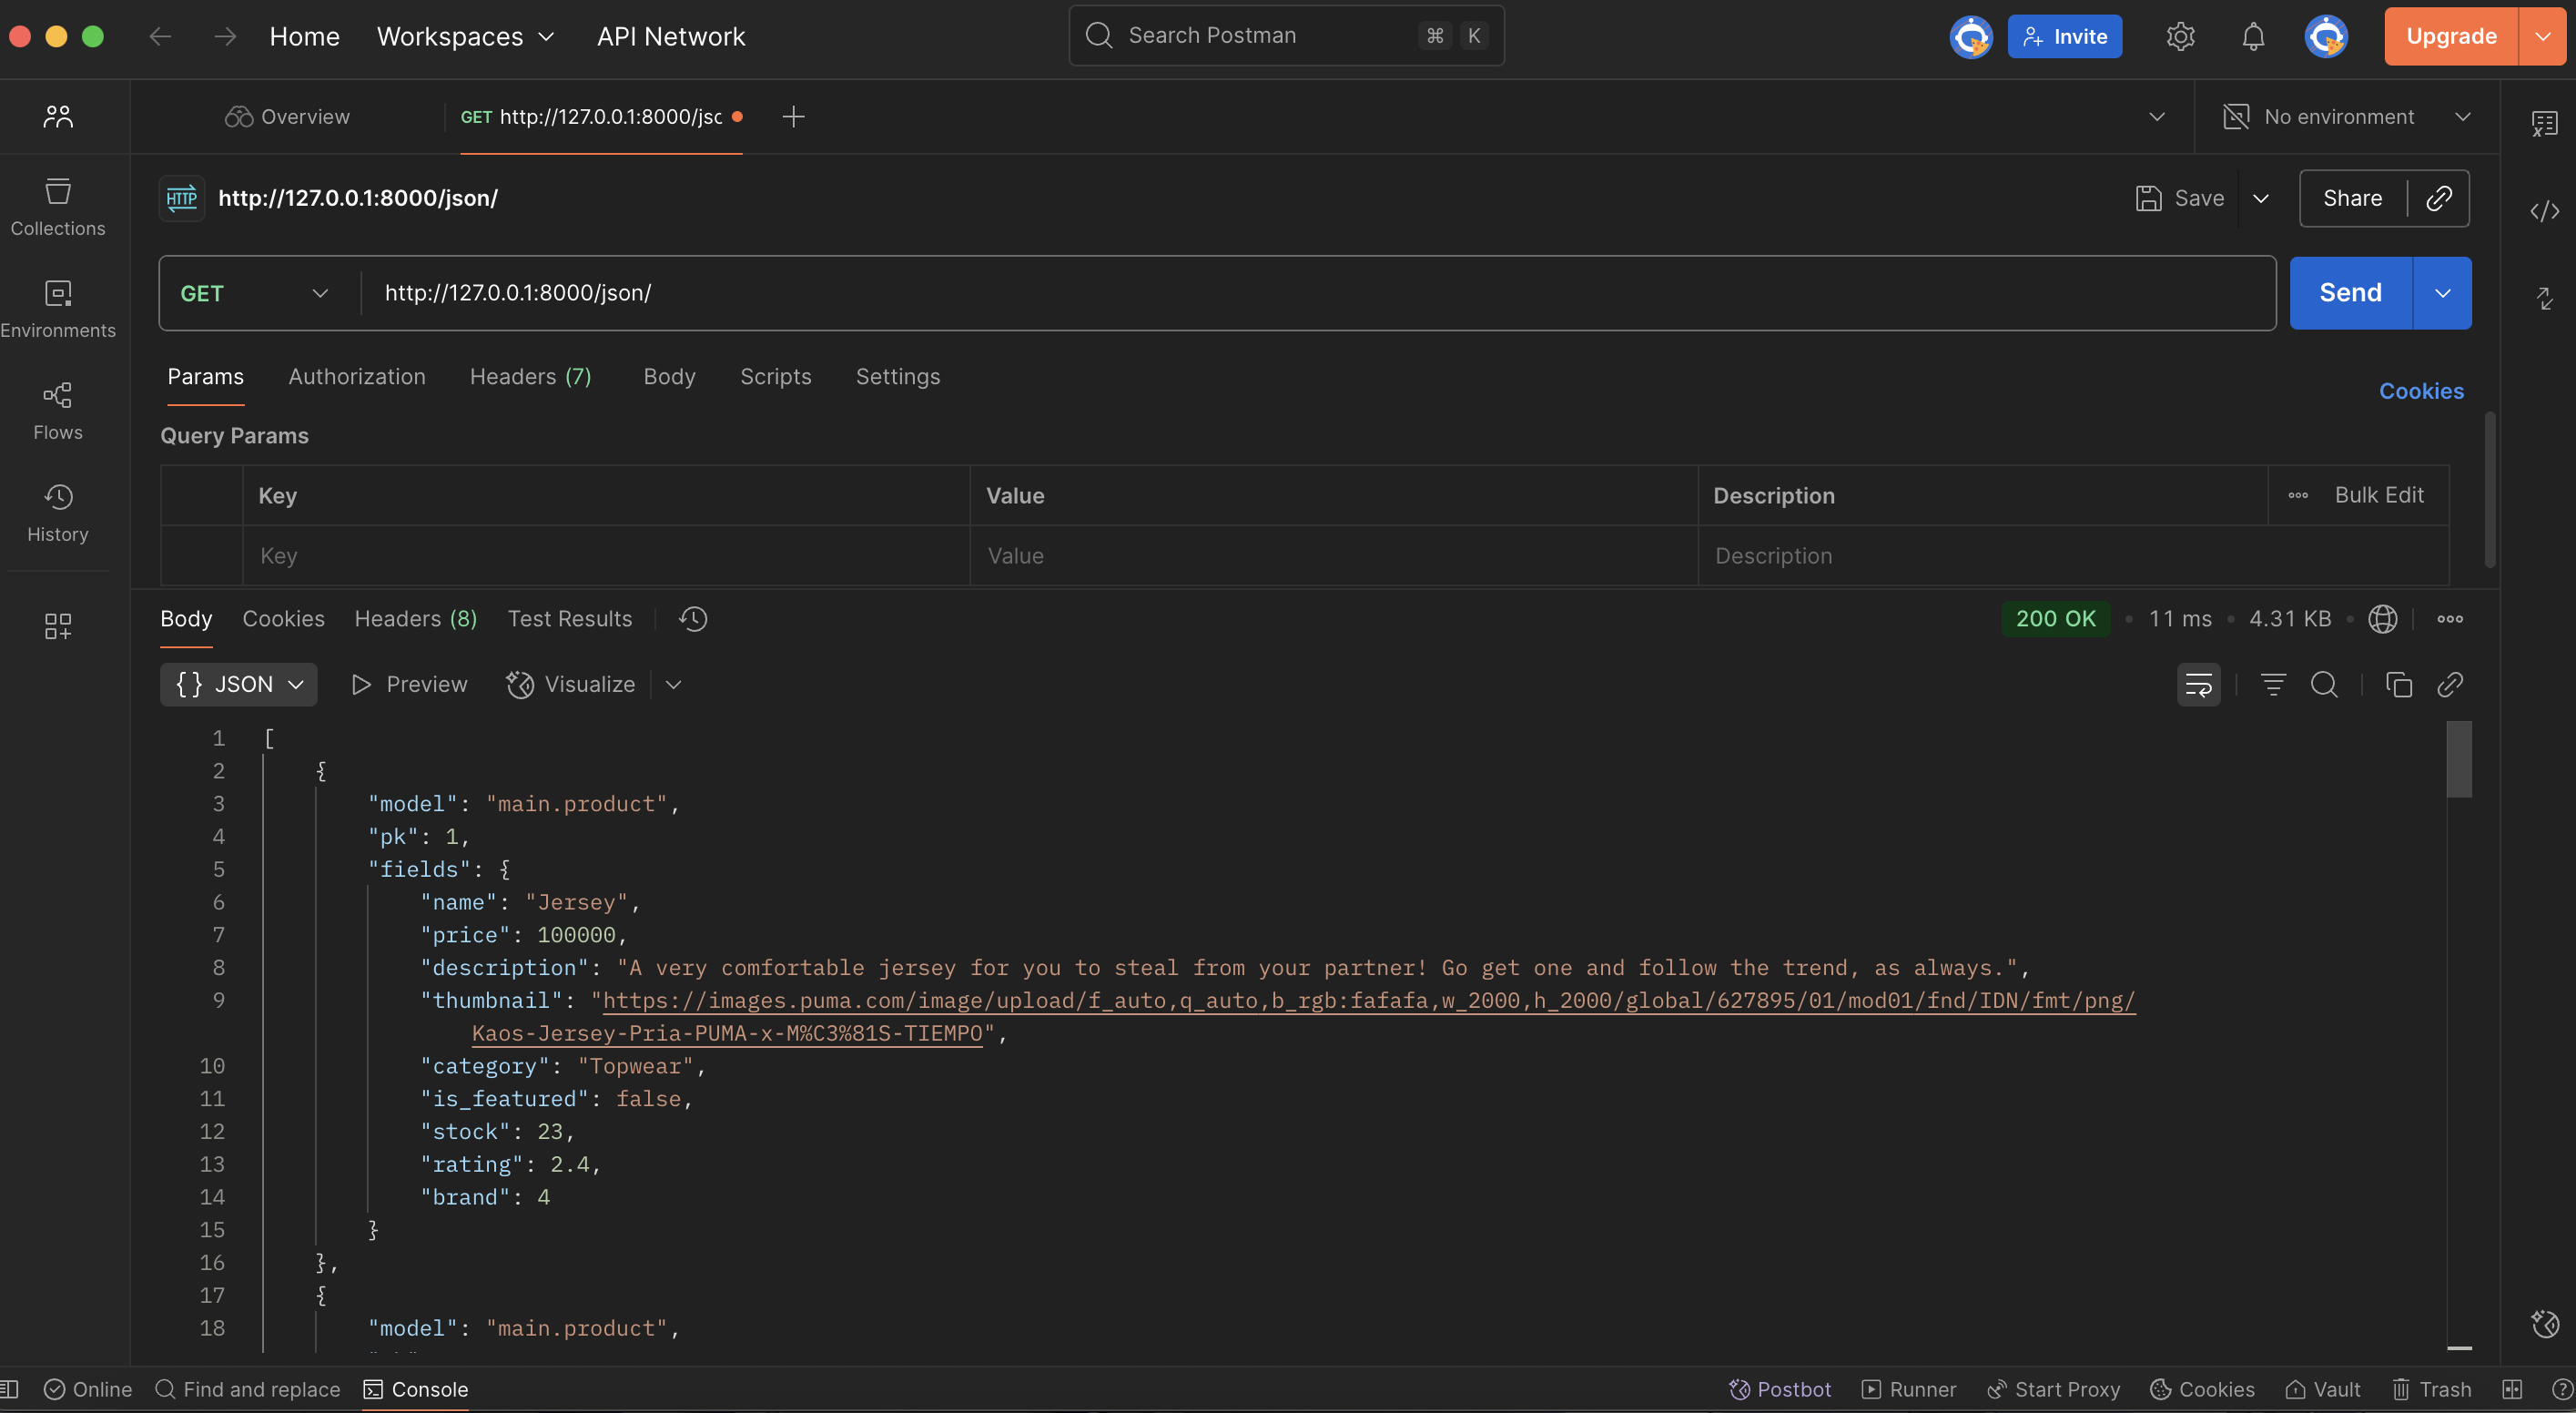 Home Workspaces API Network Search Postman ⌘ K Invite Upgrade
Overview GET http://127.0.0.1:8000/jsc No environment
HTTP http://127.0.0.1:8000/json/ Save Share
Collections
Environments
Flows
History
GET http://127.0.0.1:8000/json/ Send
Params Authorization Headers (7) Body Scripts Settings Cookies
Query Params
Key Value Description Bulk Edit
Key Value Description
Body Cookies Headers (8) Test Results 200 OK • 11 ms • 4.31 KB •
{} JSON Preview Visualize
1 [
2 {
3 "model": "main.product",
4 "pk": 1,
5 "fields": {
6 "name": "Jersey",
7 "price": 100000,
8 "description": "A very comfortable jersey for you to steal from your partner! Go get one and follow the trend, as always.",
9 "thumbnail": "https://images.puma.com/image/upload/f_auto,q_auto,b_rgb:fafafa,w_2000,h_2000/global/627895/01/mod01/fnd/IDN/fmt/png/
Kaos-Jersey-Pria-PUMA-x-M%C3%81S-TIEMPO",
10 "category": "Topwear",
11 "is_featured": false,
12 "stock": 23,
13 "rating": 2.4,
14 "brand": 4
15 }
16 },
17 {
18 "model": "main.product",
Online Find and replace Console Postbot Runner Start Proxy Cookies Vault Trash